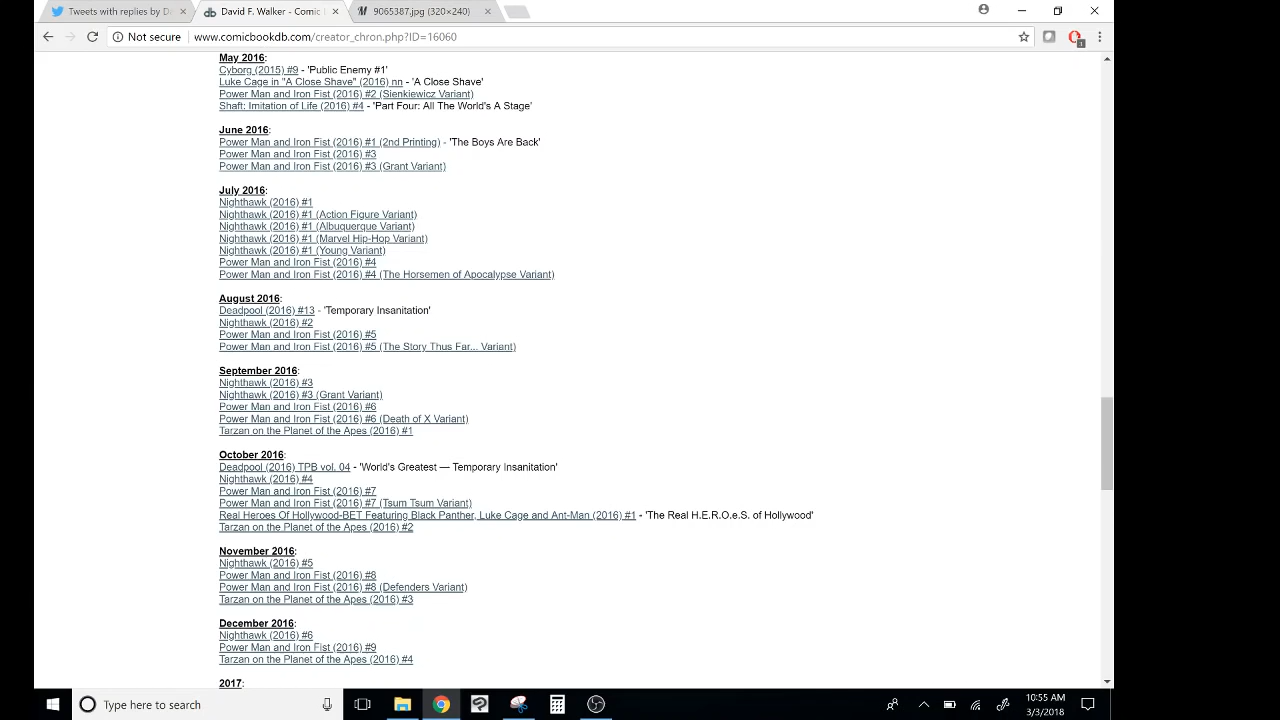 Tweets with replies by D
David F. Walker - Comic
9065387.jpg (320×240)
Not secure
www.comicbookdb.com/creator_chron.php?ID=16060
1
May 2016:
Cyborg (2015) #9 - 'Public Enemy #1'
Luke Cage in "A Close Shave" (2016) nn - 'A Close Shave'
Power Man and Iron Fist (2016) #2 (Sienkiewicz Variant)
Shaft: Imitation of Life (2016) #4 - 'Part Four: All The World's A Stage'
June 2016:
Power Man and Iron Fist (2016) #1 (2nd Printing) - 'The Boys Are Back'
Power Man and Iron Fist (2016) #3
Power Man and Iron Fist (2016) #3 (Grant Variant)
July 2016:
Nighthawk (2016) #1
Nighthawk (2016) #1 (Action Figure Variant)
Nighthawk (2016) #1 (Albuquerque Variant)
Nighthawk (2016) #1 (Marvel Hip-Hop Variant)
Nighthawk (2016) #1 (Young Variant)
Power Man and Iron Fist (2016) #4
Power Man and Iron Fist (2016) #4 (The Horsemen of Apocalypse Variant)
August 2016:
Deadpool (2016) #13 - 'Temporary Insanitation'
Nighthawk (2016) #2
Power Man and Iron Fist (2016) #5
Power Man and Iron Fist (2016) #5 (The Story Thus Far... Variant)
September 2016:
Nighthawk (2016) #3
Nighthawk (2016) #3 (Grant Variant)
Power Man and Iron Fist (2016) #6
Power Man and Iron Fist (2016) #6 (Death of X Variant)
Tarzan on the Planet of the Apes (2016) #1
October 2016:
Deadpool (2016) TPB vol. 04 - 'World's Greatest — Temporary Insanitation'
Nighthawk (2016) #4
Power Man and Iron Fist (2016) #7
Power Man and Iron Fist (2016) #7 (Tsum Tsum Variant)
Real Heroes Of Hollywood-BET Featuring Black Panther, Luke Cage and Ant-Man (2016) #1 - 'The Real H.E.R.O.e.S. of Hollywood'
Tarzan on the Planet of the Apes (2016) #2
November 2016:
Nighthawk (2016) #5
Power Man and Iron Fist (2016) #8
Power Man and Iron Fist (2016) #8 (Defenders Variant)
Tarzan on the Planet of the Apes (2016) #3
December 2016:
Nighthawk (2016) #6
Power Man and Iron Fist (2016) #9
Tarzan on the Planet of the Apes (2016) #4
2017:
Type here to search
10:55 AM
3/3/2018